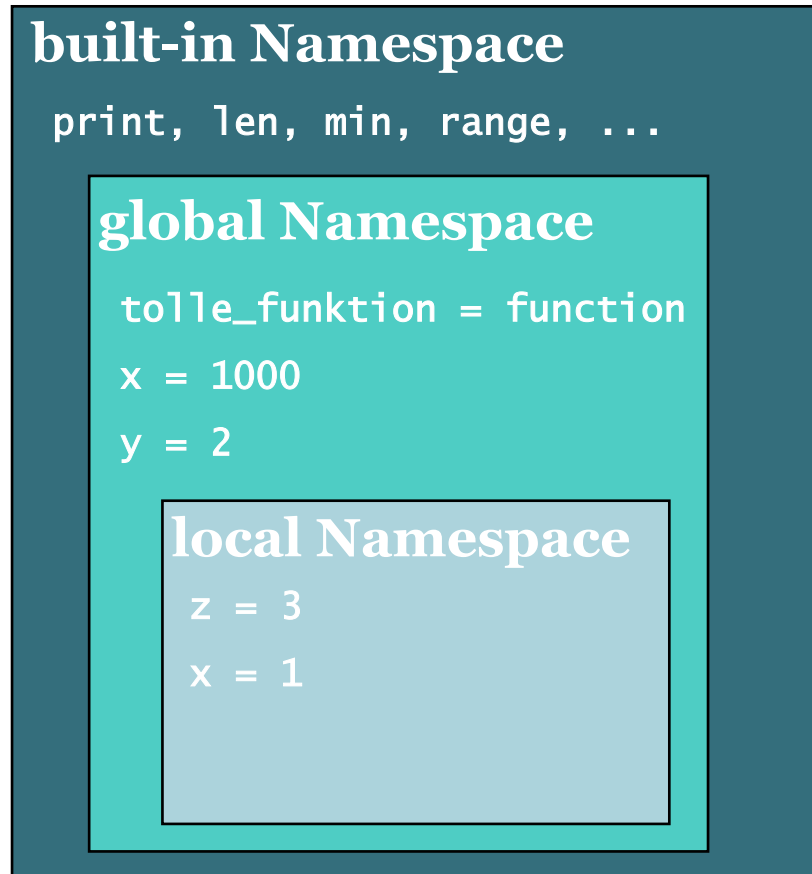 built-in Namespace
print, len, min, range, ...
global Namespace
tolle_funktion = function
x = 1000
y = 2
local Namespace
z = 3
x = 1